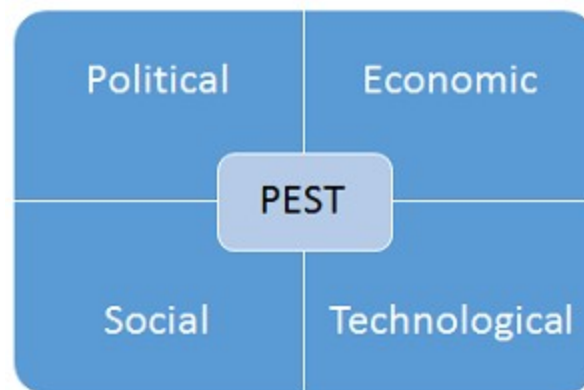 Political
Economic
PEST
Social
Technological